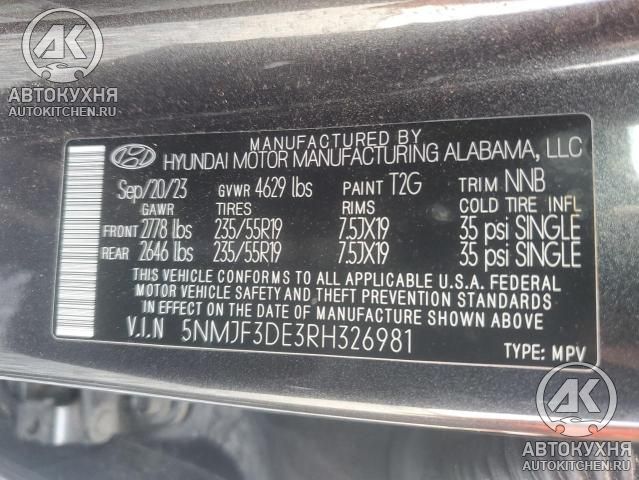 АК
АВТОКУХНЯ
AUTOKITCHEN.RU
MANUFACTURED BY
HYUNDAI MOTOR MANUFACTURING ALABAMA, LLC
Sep/20/23 GVWR 4629 lbs PAINT T2G TRIM NNB
GAWR TIRES RIMS COLD TIRE INFL
FRONT 2778 lbs 235/55R19 7.5JX19 35 psi SINGLE
REAR 2646 lbs 235/55R19 7.5JX19 35 psi SINGLE
THIS VEHICLE CONFORMS TO ALL APPLICABLE U.S.A. FEDERAL
MOTOR VEHICLE SAFETY AND THEFT PREVENTION STANDARDS
IN EFFECT ON THE DATE OF MANUFACTURE SHOWN ABOVE
V.I.N 5NMJF3DE3RH326981
TYPE: MPV
АК
АВТОКУХНЯ
AUTOKITCHEN.RU